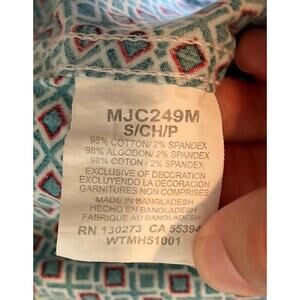 MJC249M
S/CH/P
98% COTTON/2% SPANDEX
98% ALGODON/2% SPANDEX
98% COTON/2% SPANDEX
EXCLUSIVE OF DECORATION
EXCLUYENDO LA DECORACION
GARNITURES NON COMPRISES
MADE IN BANGLADESH
HECHO EN BANGLADESH
FABRIQUE AU BANGLADESH
RN 130273 CA 55394
WTMH51001